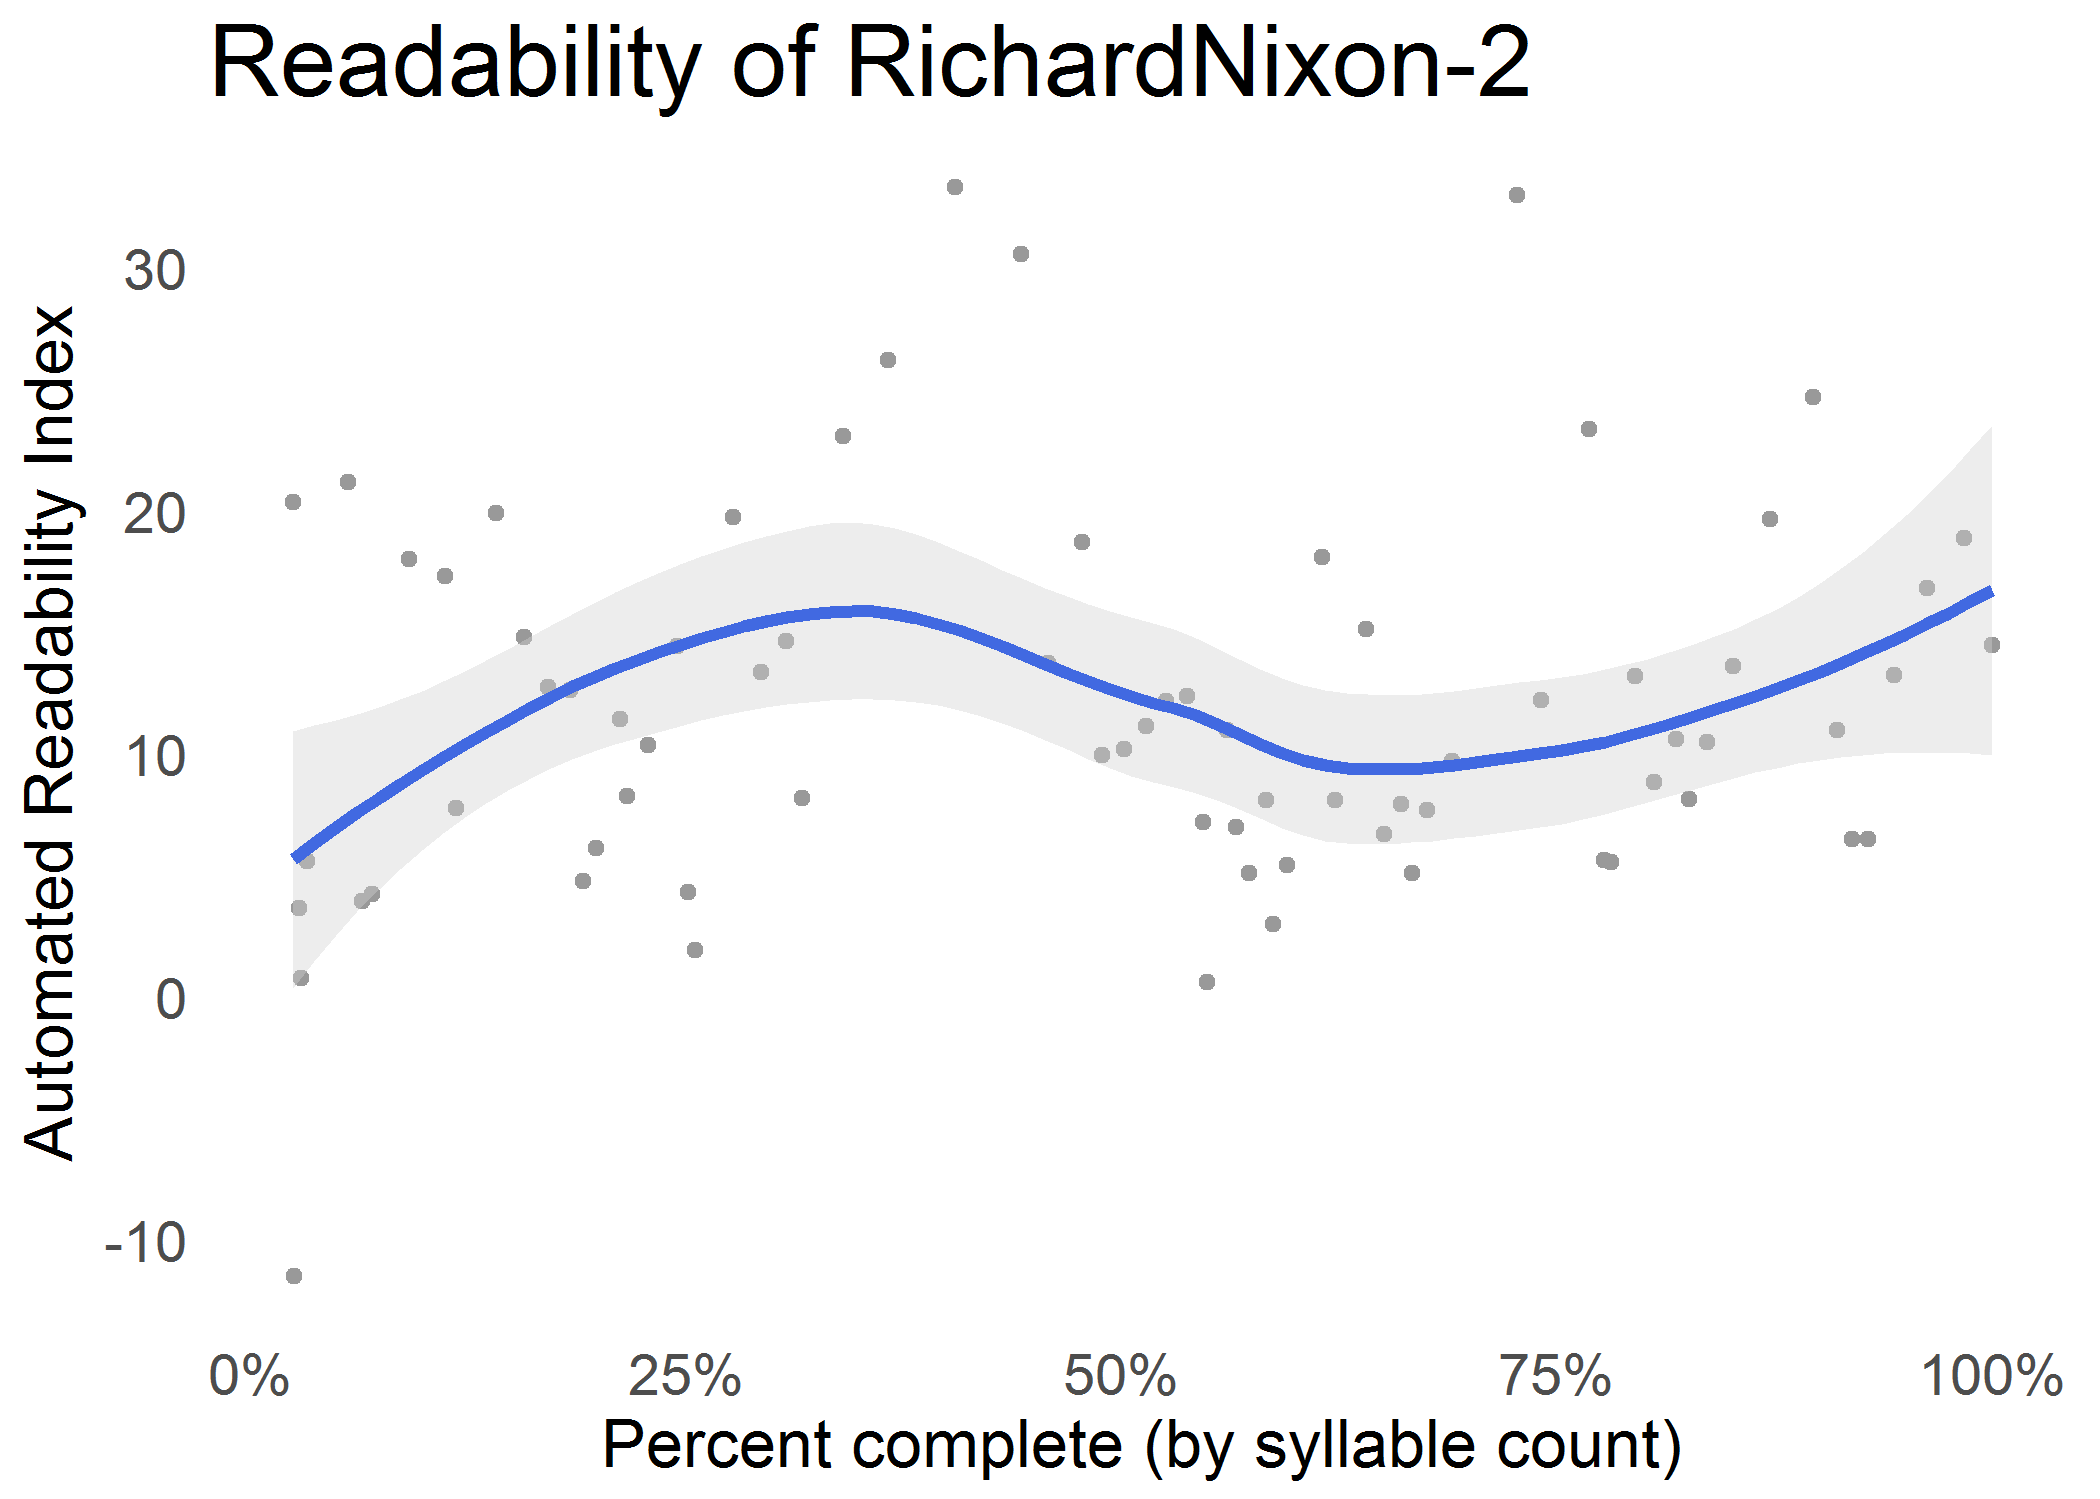 Readability of RichardNixon-2
Automated Readability Index
30
20
10
0
-10
0% 25% 50% 75% 100%
Percent complete (by syllable count)